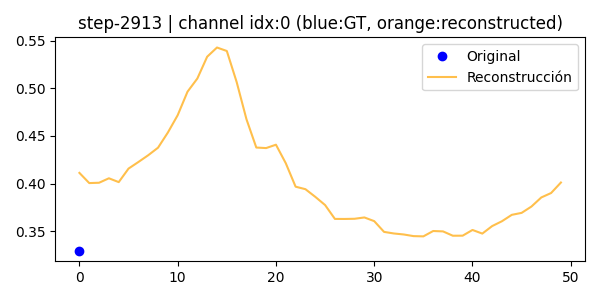 step-2913 | channel idx:0 (blue:GT, orange:reconstructed)
Original
Reconstrucción
0.55
0.50
0.45
0.40
0.35
0 10 20 30 40 50